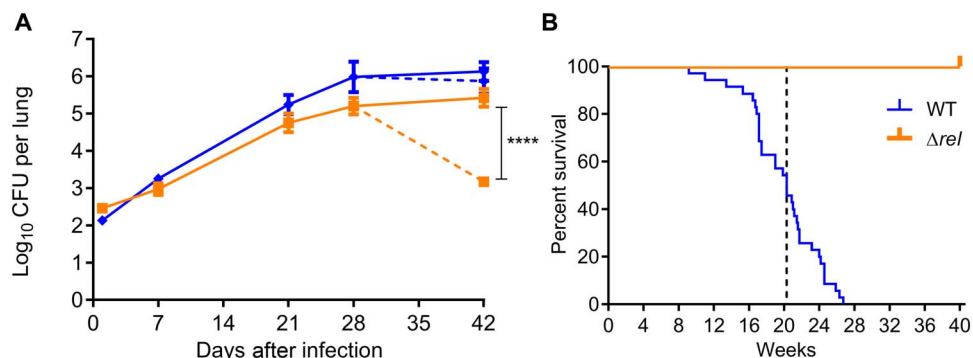 A
Log10 CFU per lung
7
6
5
4
3
2
1
0
0 7 14 21 28 35 42
Days after infection
****
B
Percent survival
100
80
60
40
20
0
0 4 8 12 16 20 24 28 32 36 40
Weeks
WT
Δrel